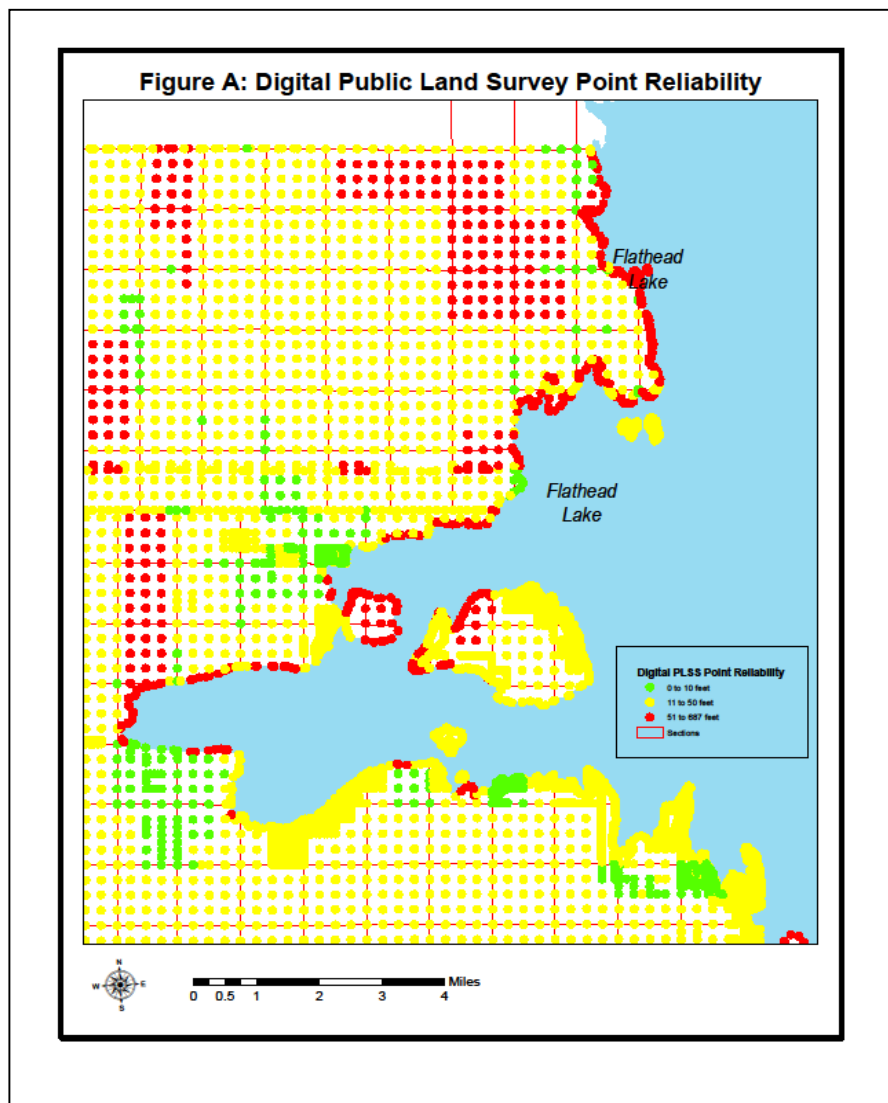 Figure A: Digital Public Land Survey Point Reliability
Flathead
Lake
Flathead
Lake
Digital PLSS Point Reliability
0 to 10 feet
11 to 50 feet
51 to 687 feet
Sections
N
W E
S
Miles
0 0.5 1 2 3 4